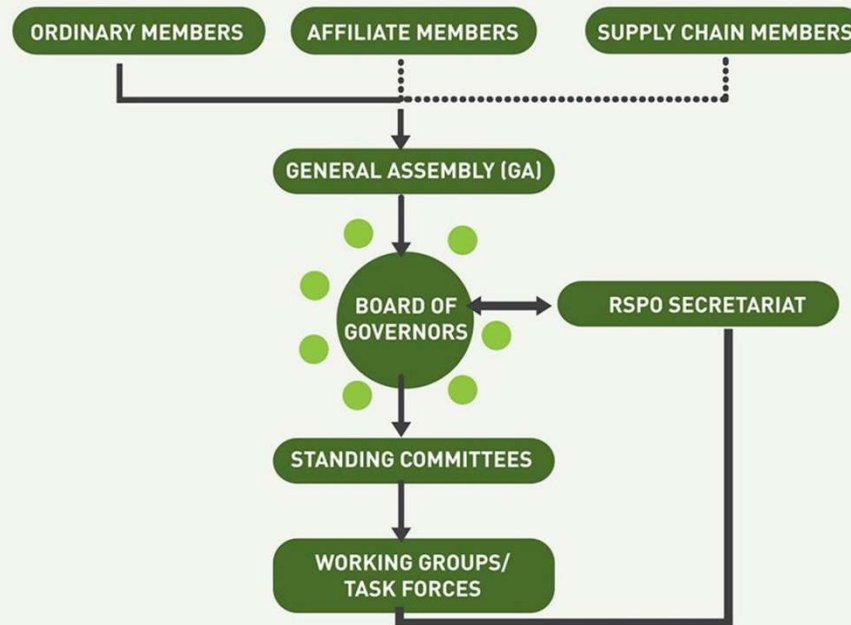 ORDINARY MEMBERS
AFFILIATE MEMBERS
SUPPLY CHAIN MEMBERS
GENERAL ASSEMBLY (GA)
BOARD OF
GOVERNORS
RSPO SECRETARIAT
STANDING COMMITTEES
WORKING GROUPS/
TASK FORCES